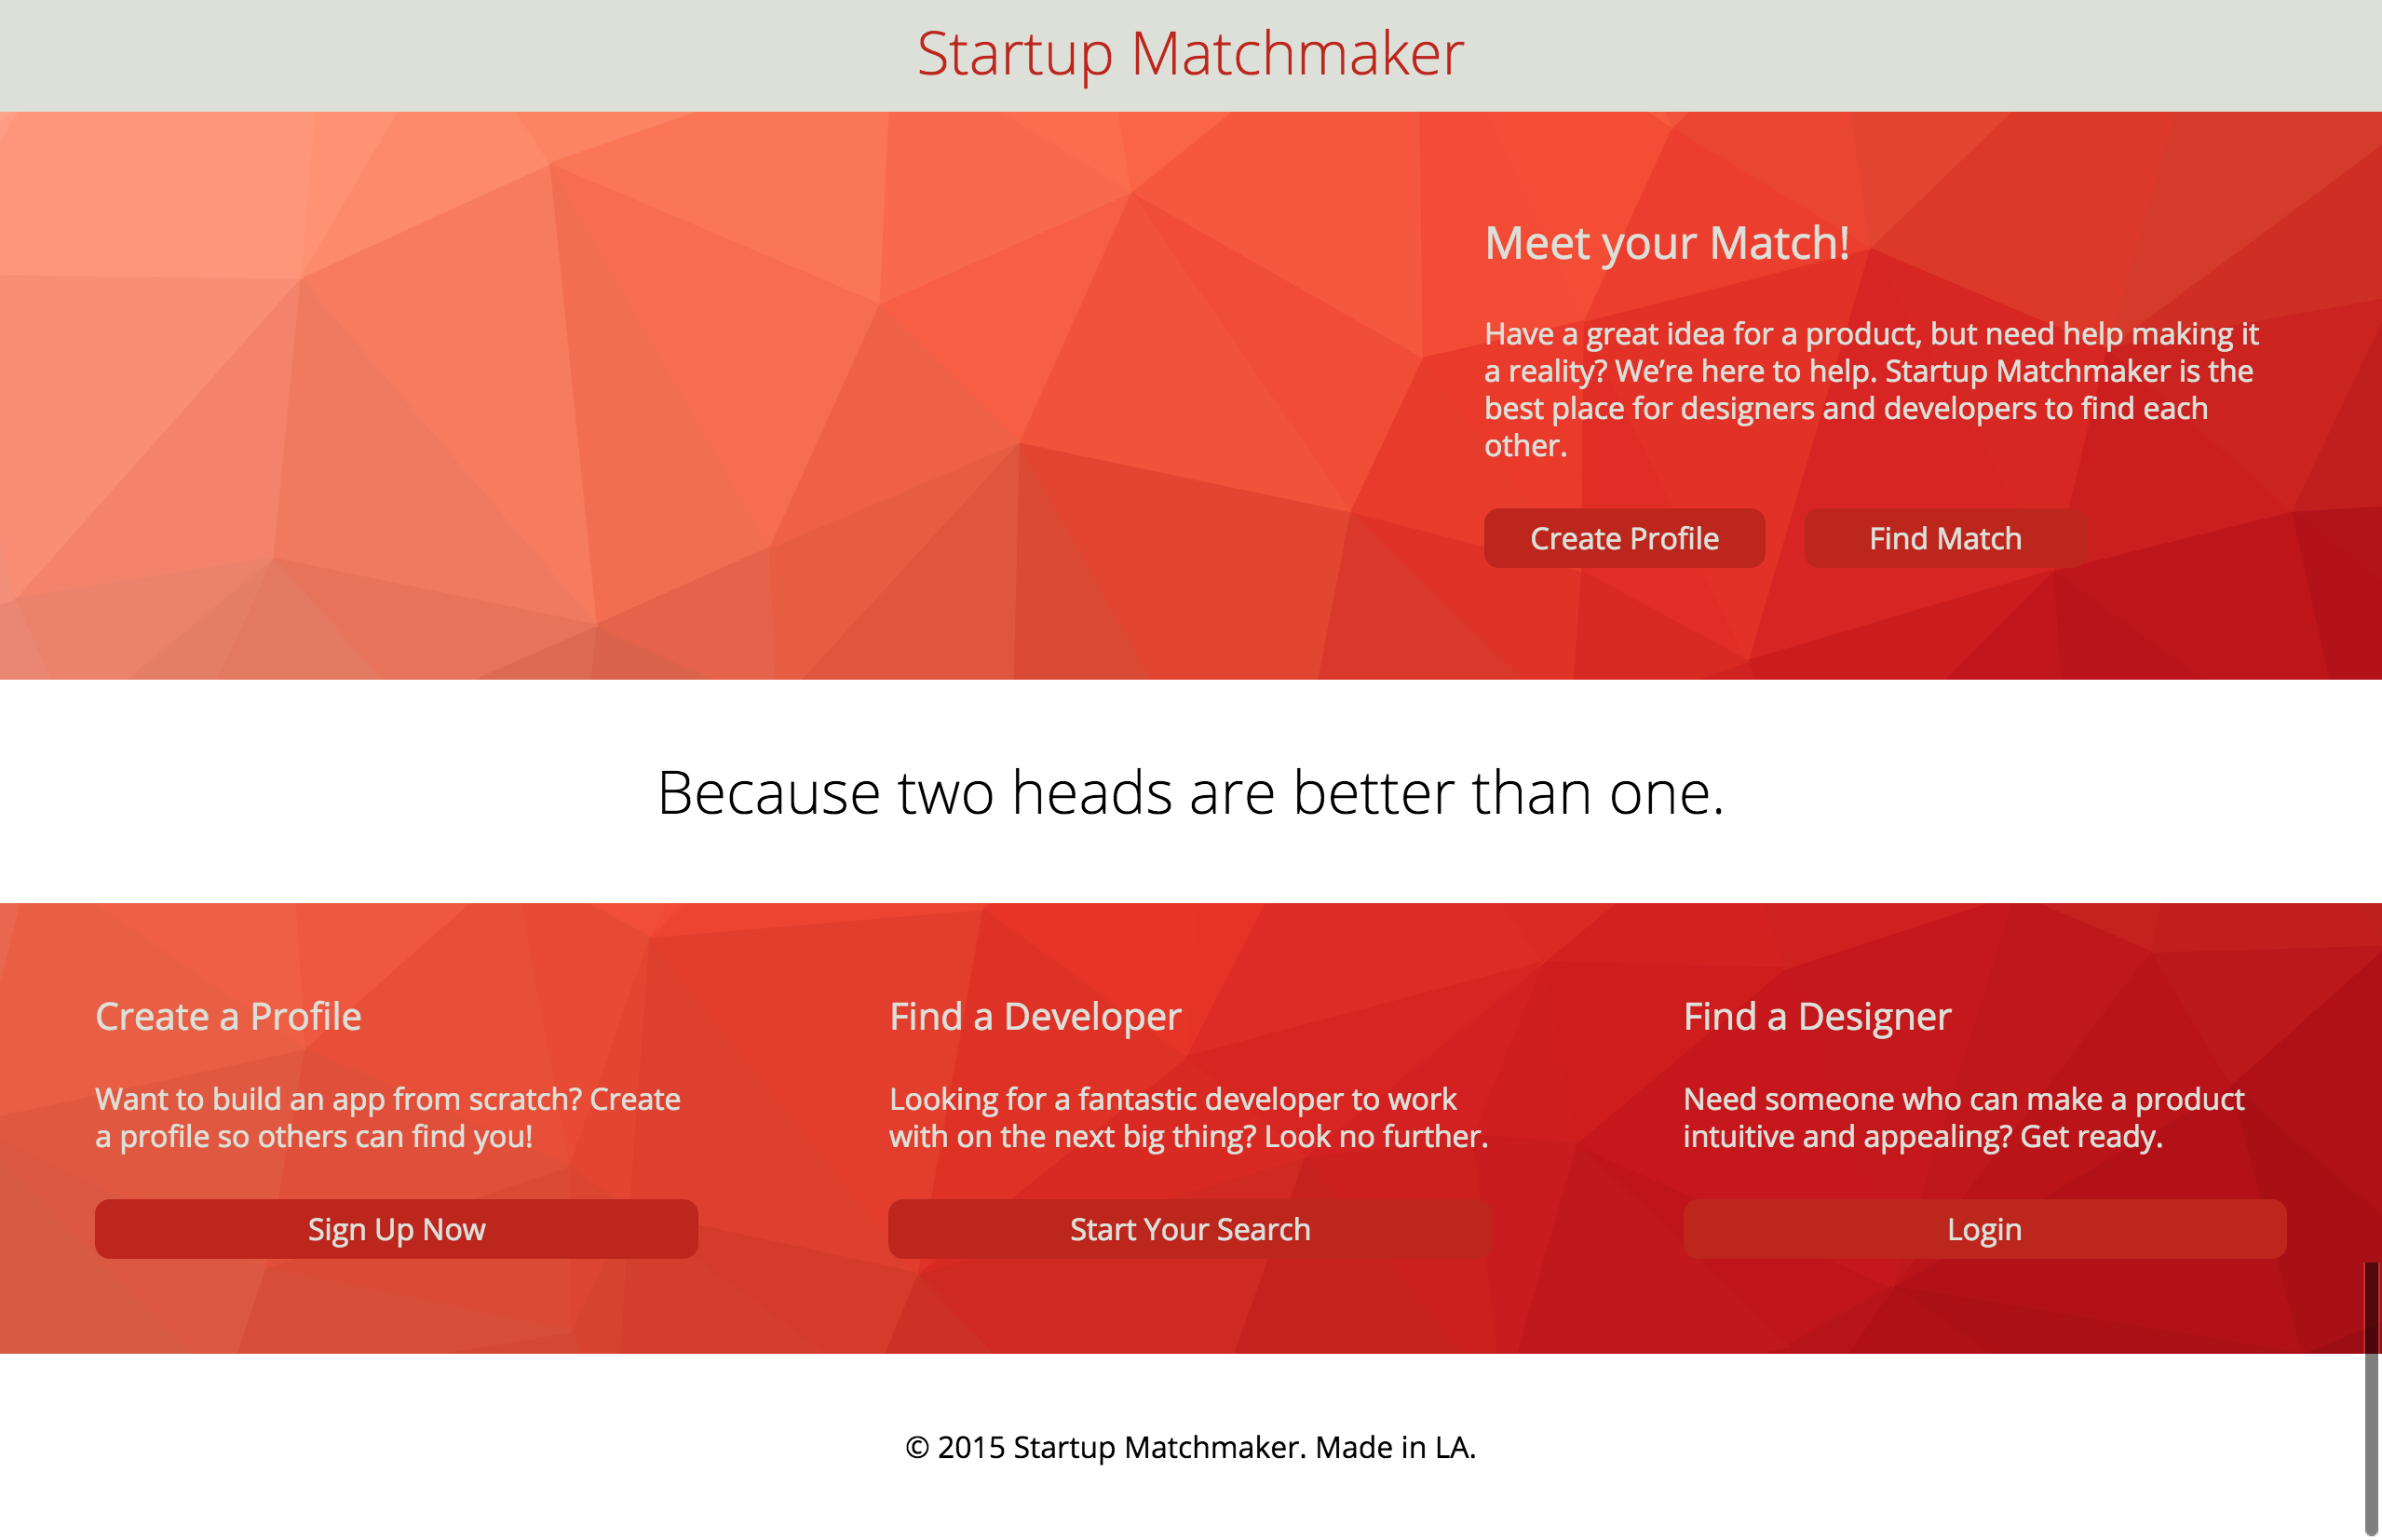 Startup Matchmaker
Meet your Match!
Have a great idea for a product, but need help making it
a reality? We’re here to help. Startup Matchmaker is the
best place for designers and developers to find each
other.
Create Profile
Find Match
Because two heads are better than one.
Create a Profile
Want to build an app from scratch? Create
a profile so others can find you!
Sign Up Now
Find a Developer
Looking for a fantastic developer to work
with on the next big thing? Look no further.
Start Your Search
Find a Designer
Need someone who can make a product
intuitive and appealing? Get ready.
Login
© 2015 Startup Matchmaker. Made in LA.